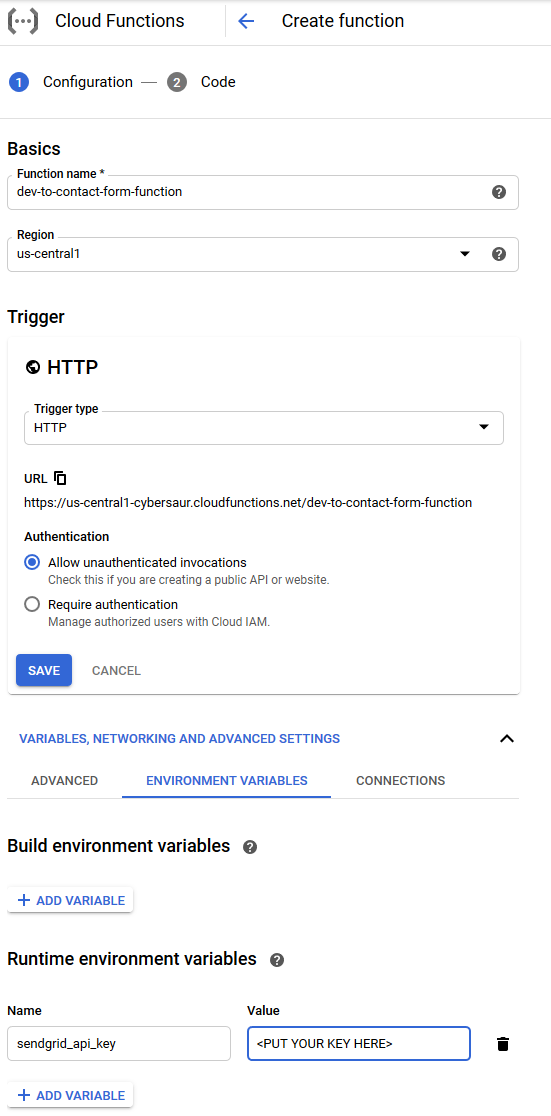 Cloud Functions Create function
1 Configuration — 2 Code
Basics
Function name *
dev-to-contact-form-function
Region
us-central1
Trigger
HTTP
Trigger type
HTTP
URL
https://us-central1-cybersaur.cloudfunctions.net/dev-to-contact-form-function
Authentication
Allow unauthenticated invocations
Check this if you are creating a public API or website.
Require authentication
Manage authorized users with Cloud IAM.
SAVE CANCEL
VARIABLES, NETWORKING AND ADVANCED SETTINGS
ADVANCED ENVIRONMENT VARIABLES CONNECTIONS
Build environment variables
+ ADD VARIABLE
Runtime environment variables
Name Value
sendgrid_api_key <PUT YOUR KEY HERE>
+ ADD VARIABLE